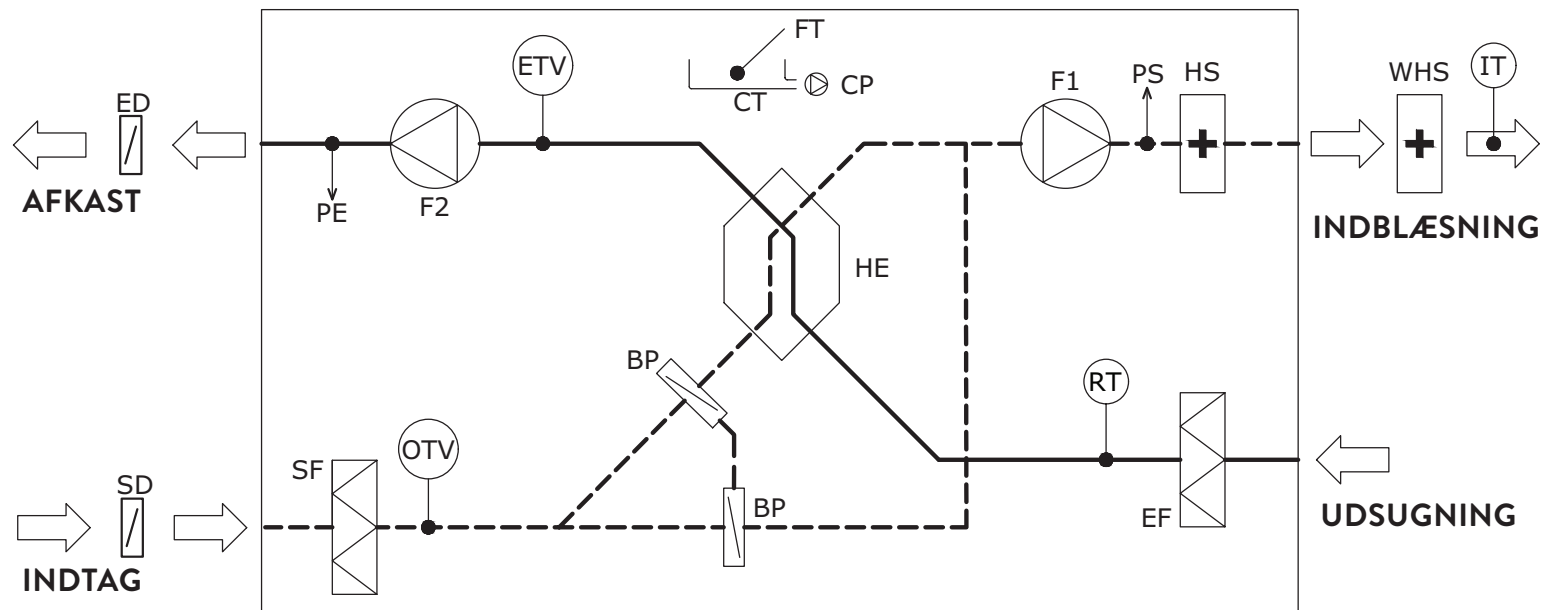 FT
ETV
CT
CP
ED
F1
PS
HS
WHS
IT
AFKAST
PE
F2
INDBLÆSNING
HE
BP
RT
OTV
SF
SD
BP
EF
UDSUGNING
INDTAG